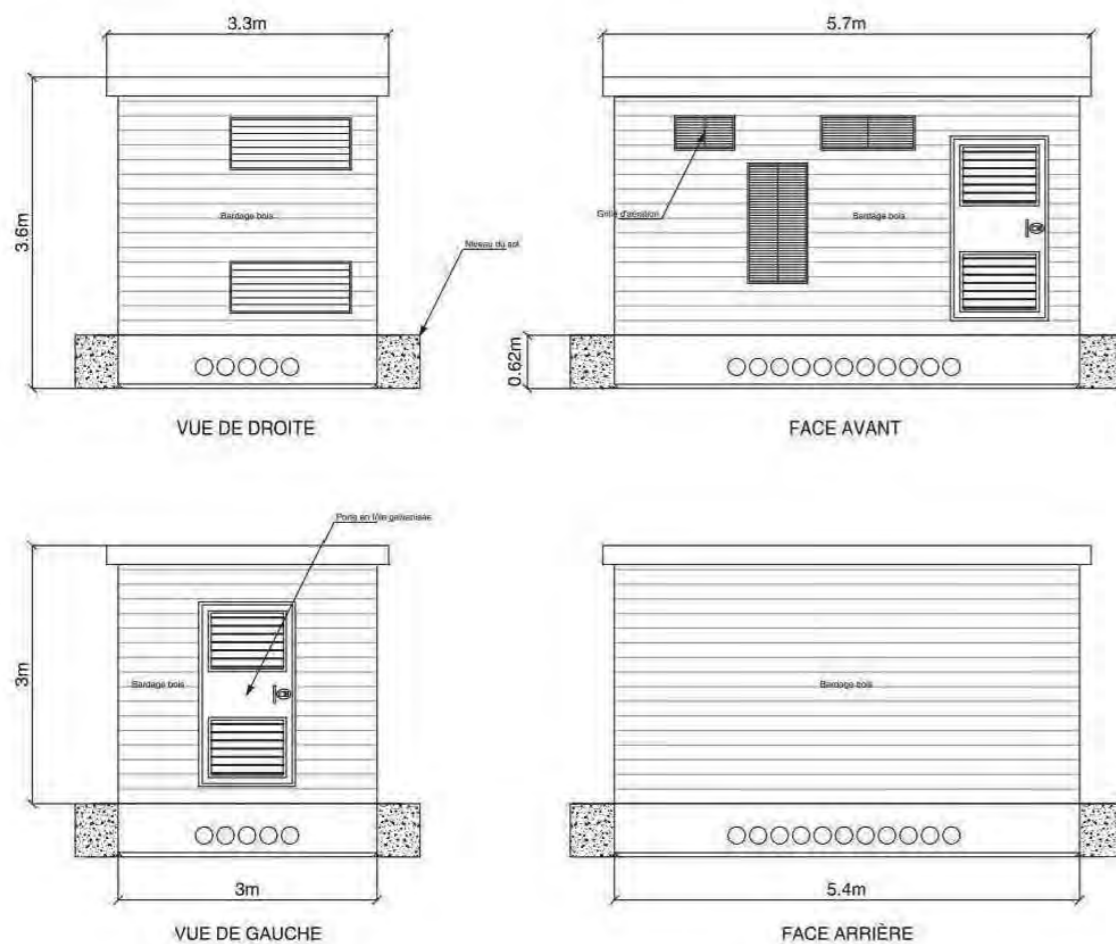 3.3m
5.7m
3.6m
Bardage bois
Niveau du sol
Grille d'aération
Bardage bois
0.62m
VUE DE DROITE
FACE AVANT
Porte en tôle galvanisée
3m
Bardage bois
Bardage bois
3m
5.4m
VUE DE GAUCHE
FACE ARRIÈRE